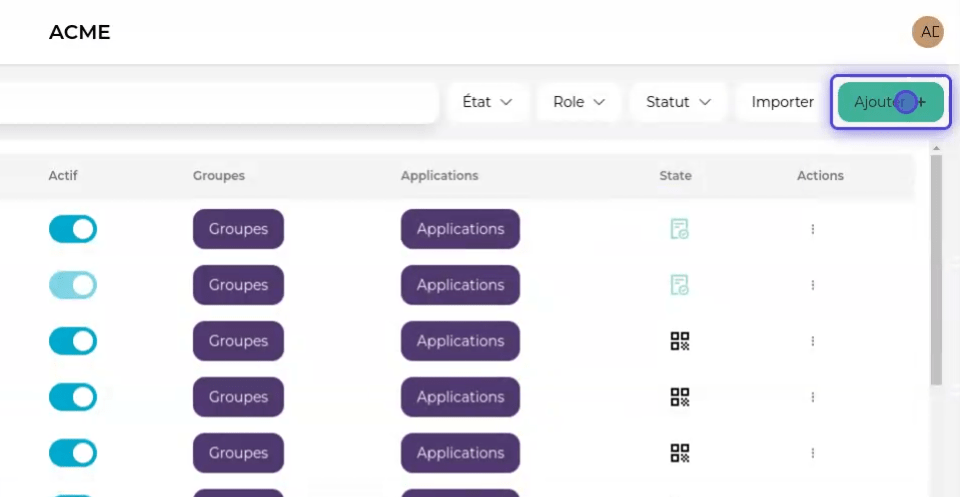 ACME
AD
État
Role
Statut
Importer
Ajouter +
Actif
Groupes
Applications
State
Actions
Groupes
Applications
Groupes
Applications
Groupes
Applications
Groupes
Applications
Groupes
Applications